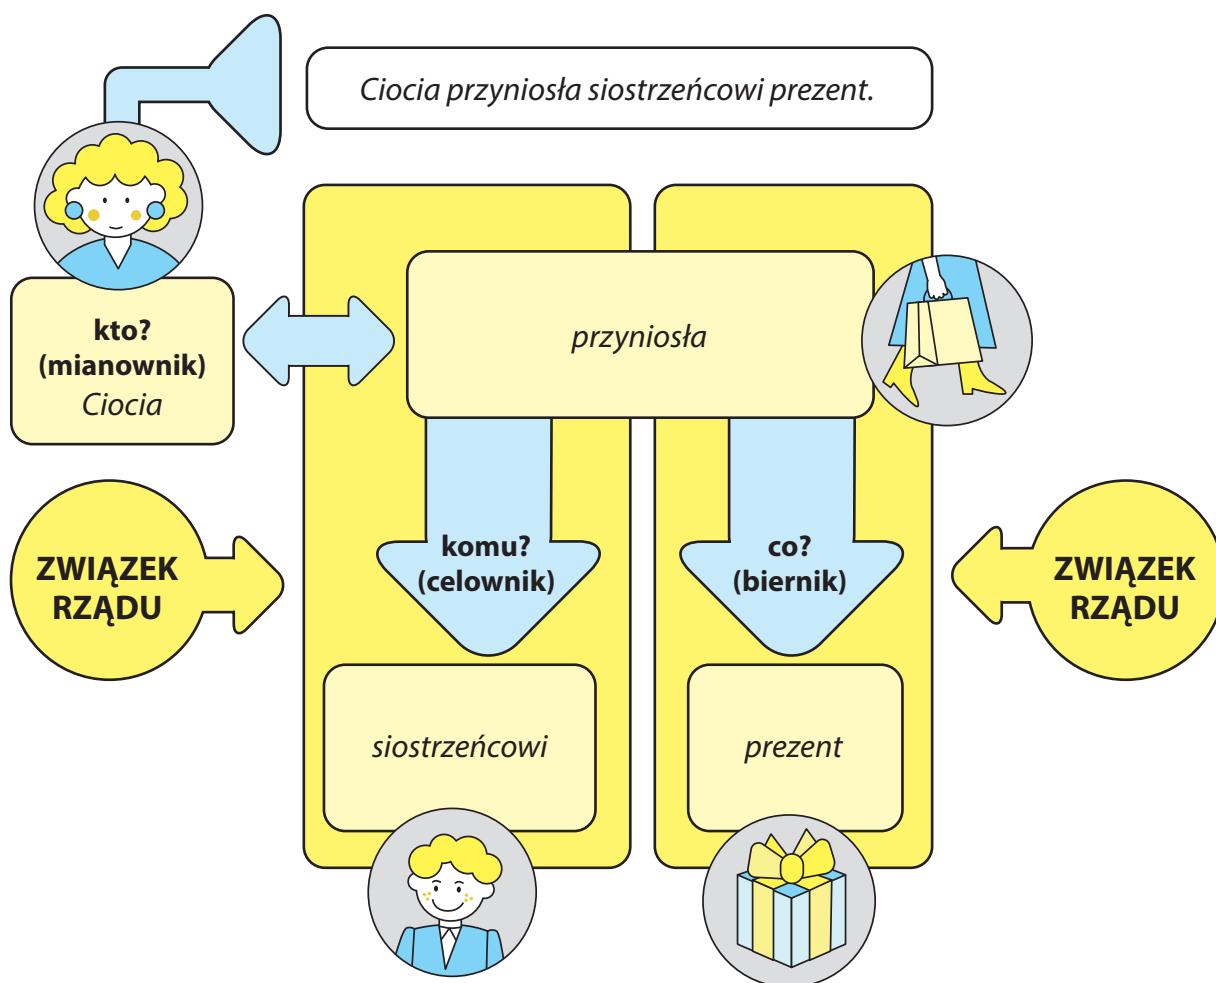 Ciocia przyniosła siostrzeńcowi prezent.
kto?
(mianownik)
Ciocia
przyniosła
ZWIĄZEK
RZĄDU
komu?
(celownik)
co?
(biernik)
ZWIĄZEK
RZĄDU
siostrzeńcowi
prezent